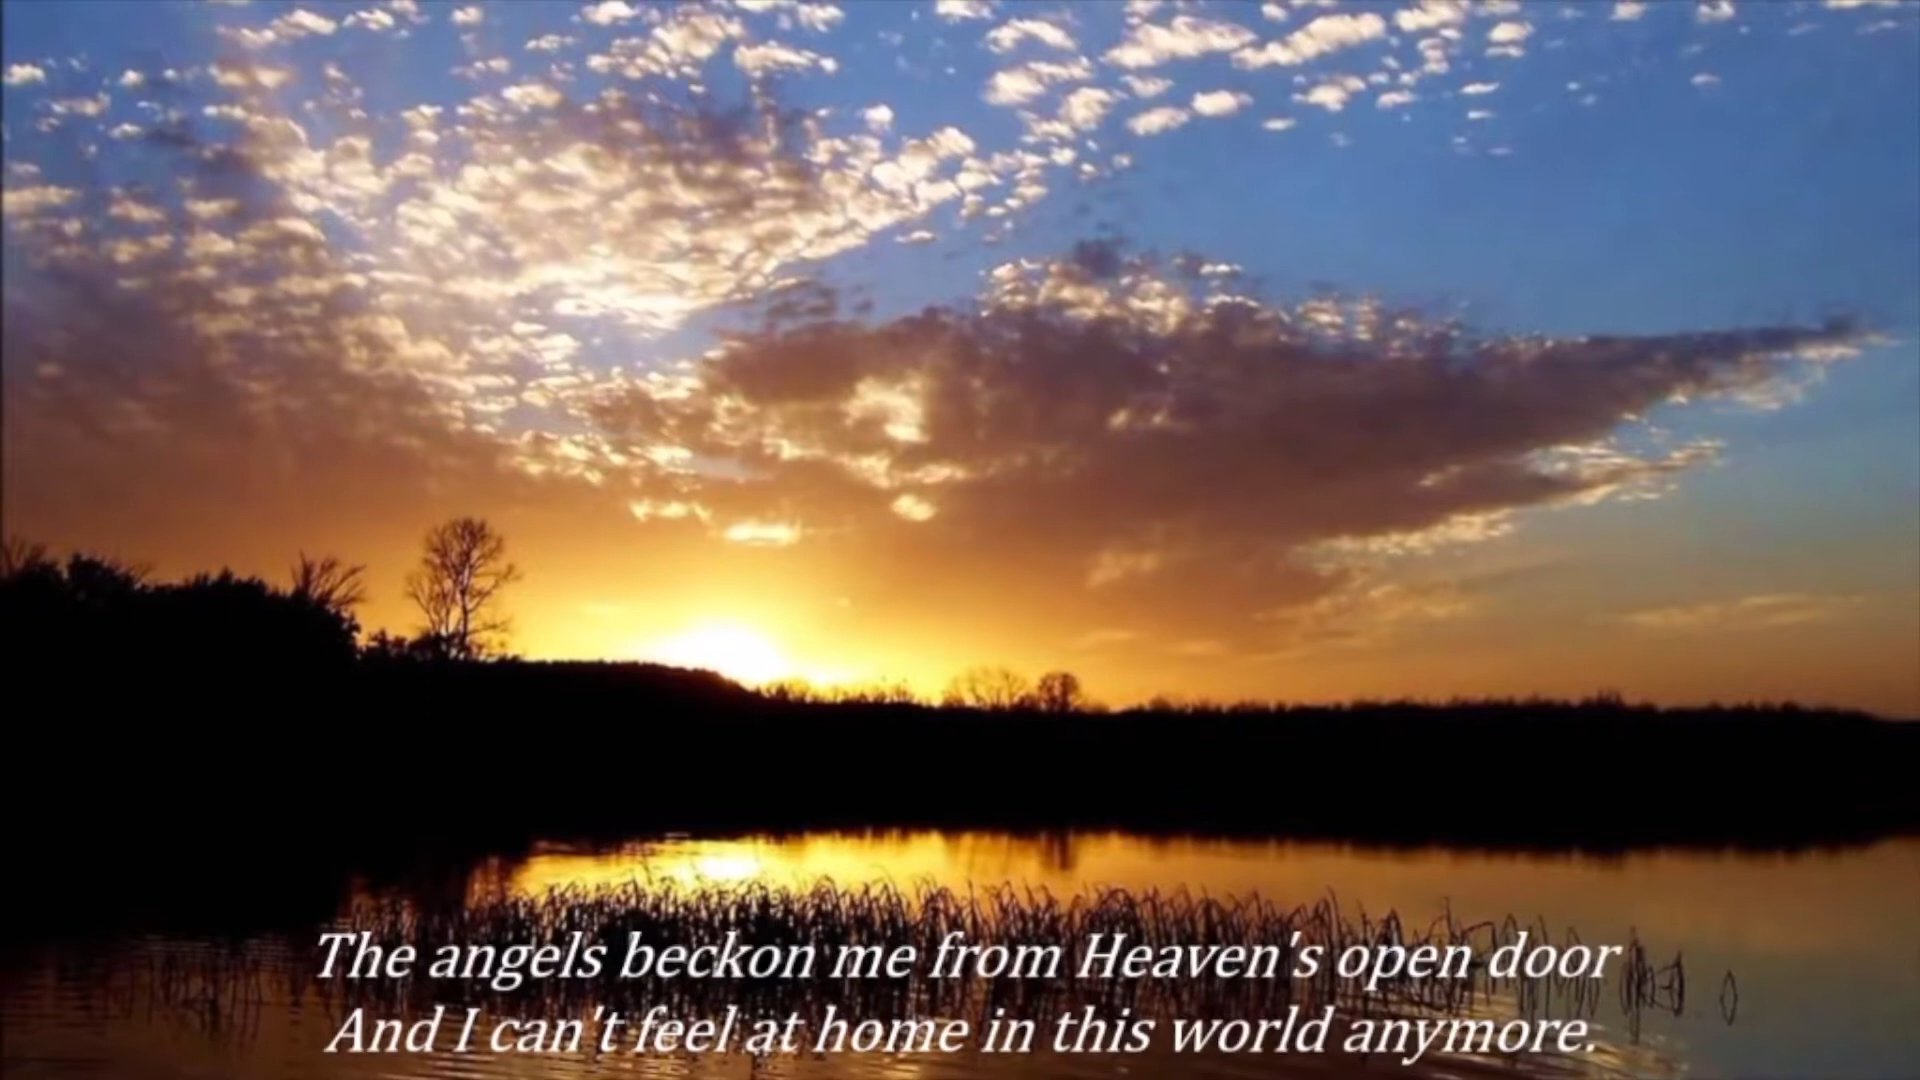 The angels beckon me from Heaven's open door
And I can't feel at home in this world anymore.